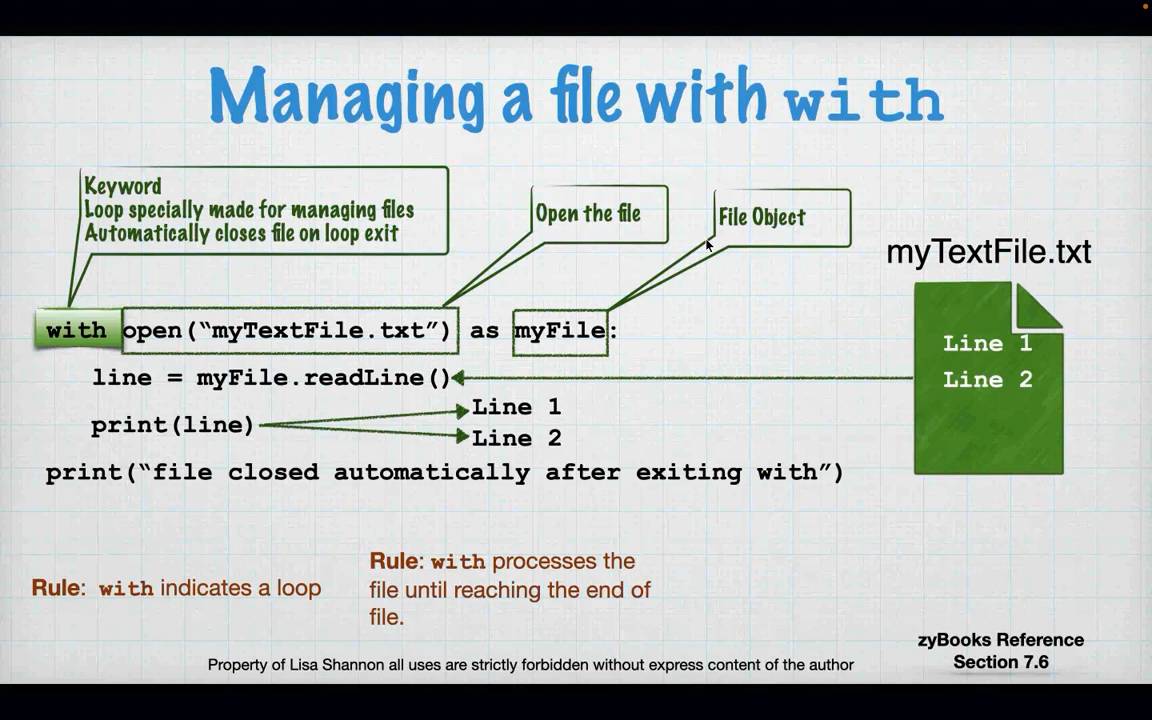 Managing a file with with
Keyword
Loop specially made for managing files
Automatically closes file on loop exit
Open the file
File Object
myTextFile.txt
with open(“myTextFile.txt”) as myFile:
line = myFile.readLine()
print(line)
Line 1
Line 2
print(“file closed automatically after exiting with”)
Line 1
Line 2
Rule: with indicates a loop
Rule: with processes the
file until reaching the end of
file.
zyBooks Reference
Section 7.6
Property of Lisa Shannon all uses are strictly forbidden without express content of the author